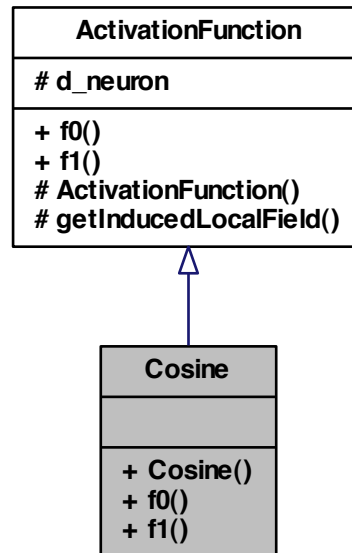 ActivationFunction
# d_neuron
+ f0()
+ f1()
# ActivationFunction()
# getInducedLocalField()
Cosine
+ Cosine()
+ f0()
+ f1()